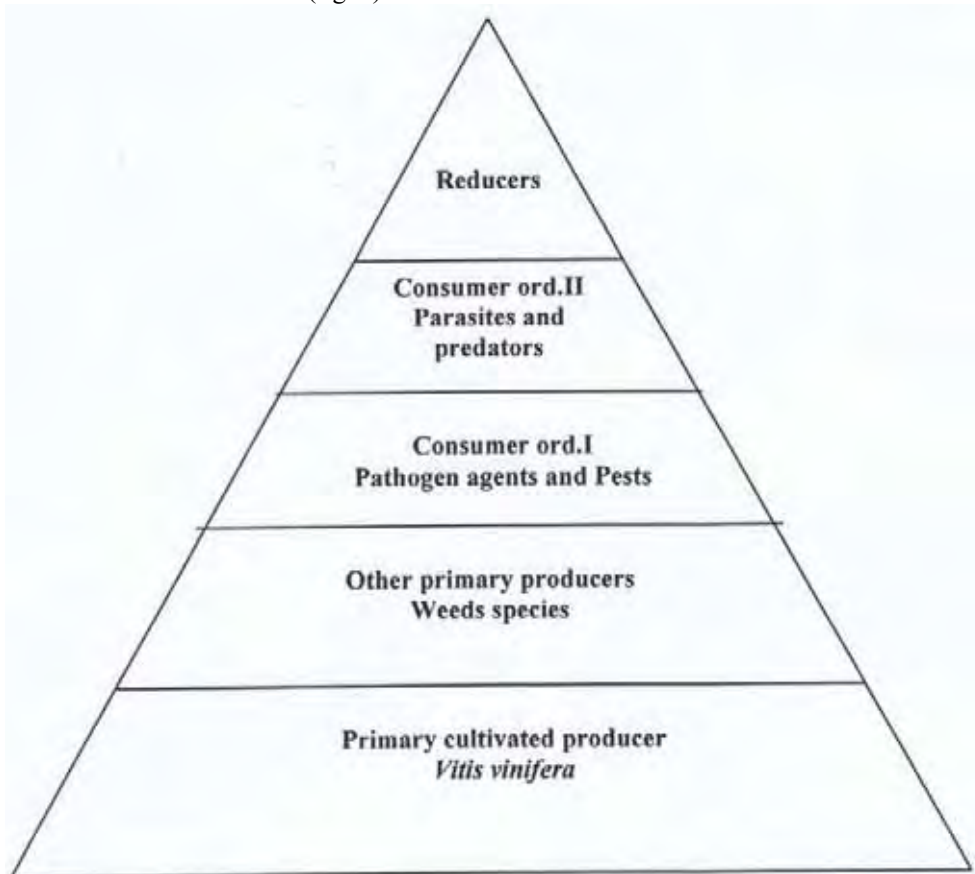 Reducers
Consumer ord.II
Parasites and
predators
Consumer ord.I
Pathogen agents and Pests
Other primary producers
Weeds species
Primary cultivated producer
Vitis vinifera